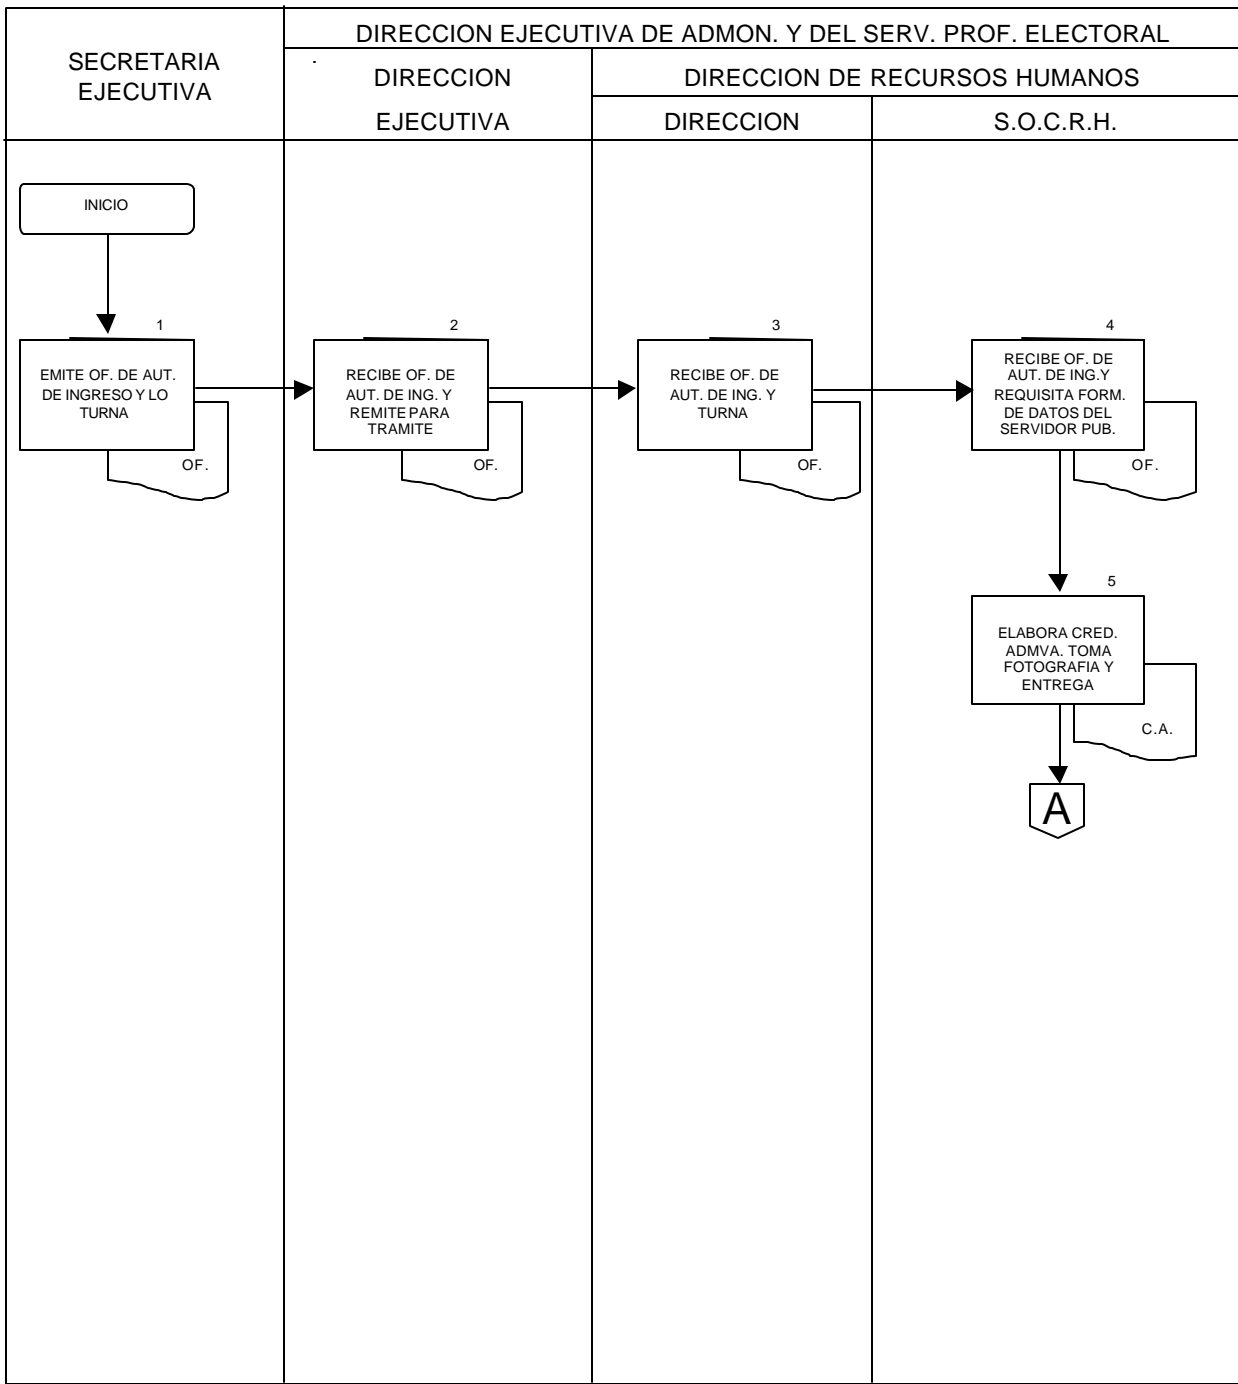 SECRETARIA
EJECUTIVA
DIRECCION EJECUTIVA DE ADMON. Y DEL SERV. PROF. ELECTORAL
DIRECCION
EJECUTIVA
DIRECCION DE RECURSOS HUMANOS
DIRECCION
S.O.C.R.H.
INICIO
1
EMITE OF. DE AUT.
DE INGRESO Y LO
TURNA
OF.
2
RECIBE OF. DE
AUT. DE ING. Y
REMITE PARA
TRAMITE
OF.
3
RECIBE OF. DE
AUT. DE ING. Y
TURNA
OF.
4
RECIBE OF. DE
AUT. DE ING.Y
REQUISITA FORM.
DE DATOS DEL
SERVIDOR PUB.
OF.
5
ELABORA CRED.
ADMVA. TOMA
FOTOGRAFIA Y
ENTREGA
C.A.
A